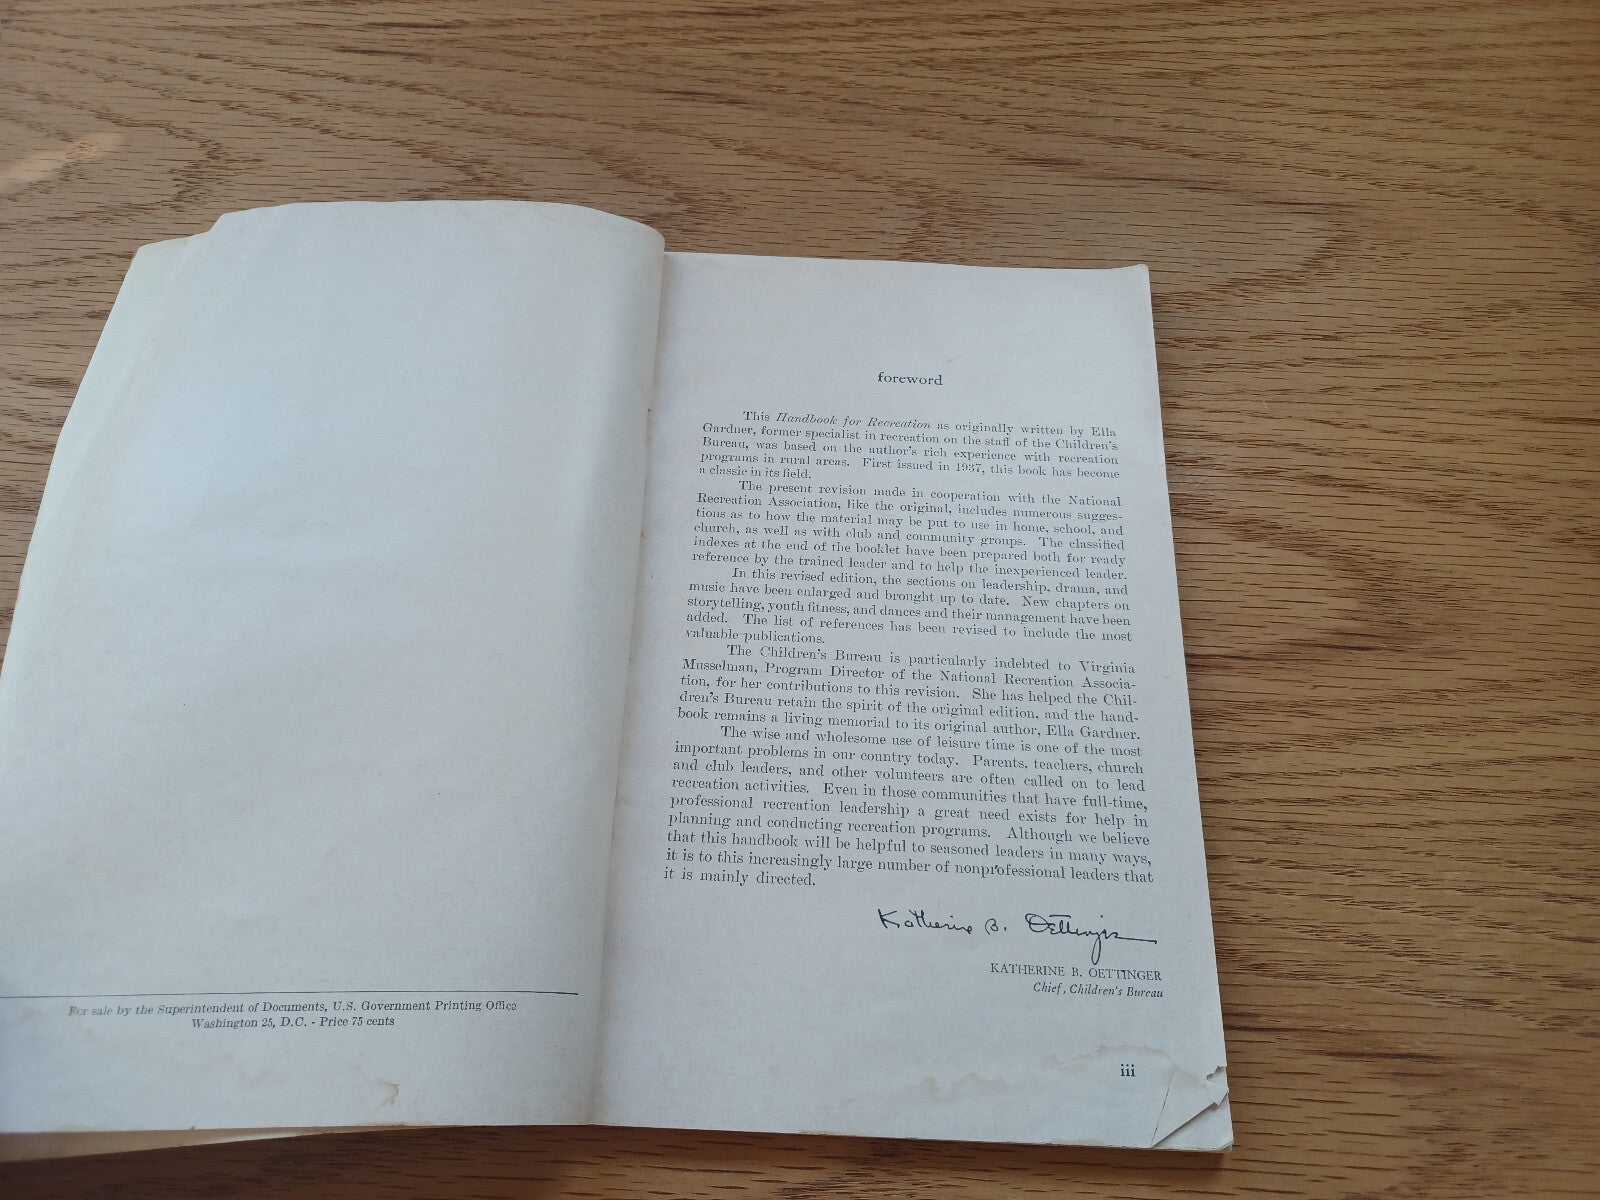 For sale by the Superintendent of Documents, U.S. Government Printing Office
Washington 25, D.C. - Price 75 cents
foreword
This Handbook for Recreation as originally written by Ella
Gardner, former specialist in recreation on the staff of the Children's
Bureau, was based on the author's rich experience with recreation
programs in rural areas. First issued in 1937, this book has become
a classic in its field.
The present revision made in cooperation with the National
Recreation Association, like the original, includes numerous sugges-
tions as to how the material may be put to use in home, school, and
church, as well as with club and community groups. The classified
indexes at the end of the booklet have been prepared both for ready
reference by the trained leader and to help the inexperienced leader.
In this revised edition, the sections on leadership, drama, and
music have been enlarged and brought up to date. New chapters on
storytelling, youth fitness, and dances and their management have been
added. The list of references has been revised to include the most
valuable publications.
The Children's Bureau is particularly indebted to Virginia
Musselman, Program Director of the National Recreation Associa-
tion, for her contributions to this revision. She has helped the Chil-
dren's Bureau retain the spirit of the original edition, and the hand-
book remains a living memorial to its original author, Ella Gardner.
The wise and wholesome use of leisure time is one of the most
important problems in our country today. Parents, teachers, church
and club leaders, and other volunteers are often called on to lead
recreation activities. Even in those communities that have full-time,
professional recreation leadership a great need exists for help in
planning and conducting recreation programs. Although we believe
that this handbook will be helpful to seasoned leaders in many ways,
it is to this increasingly large number of nonprofessional leaders that
it is mainly directed.
Katherine B. Oettinger
KATHERINE B. OETTINGER
Chief, Children's Bureau
iii